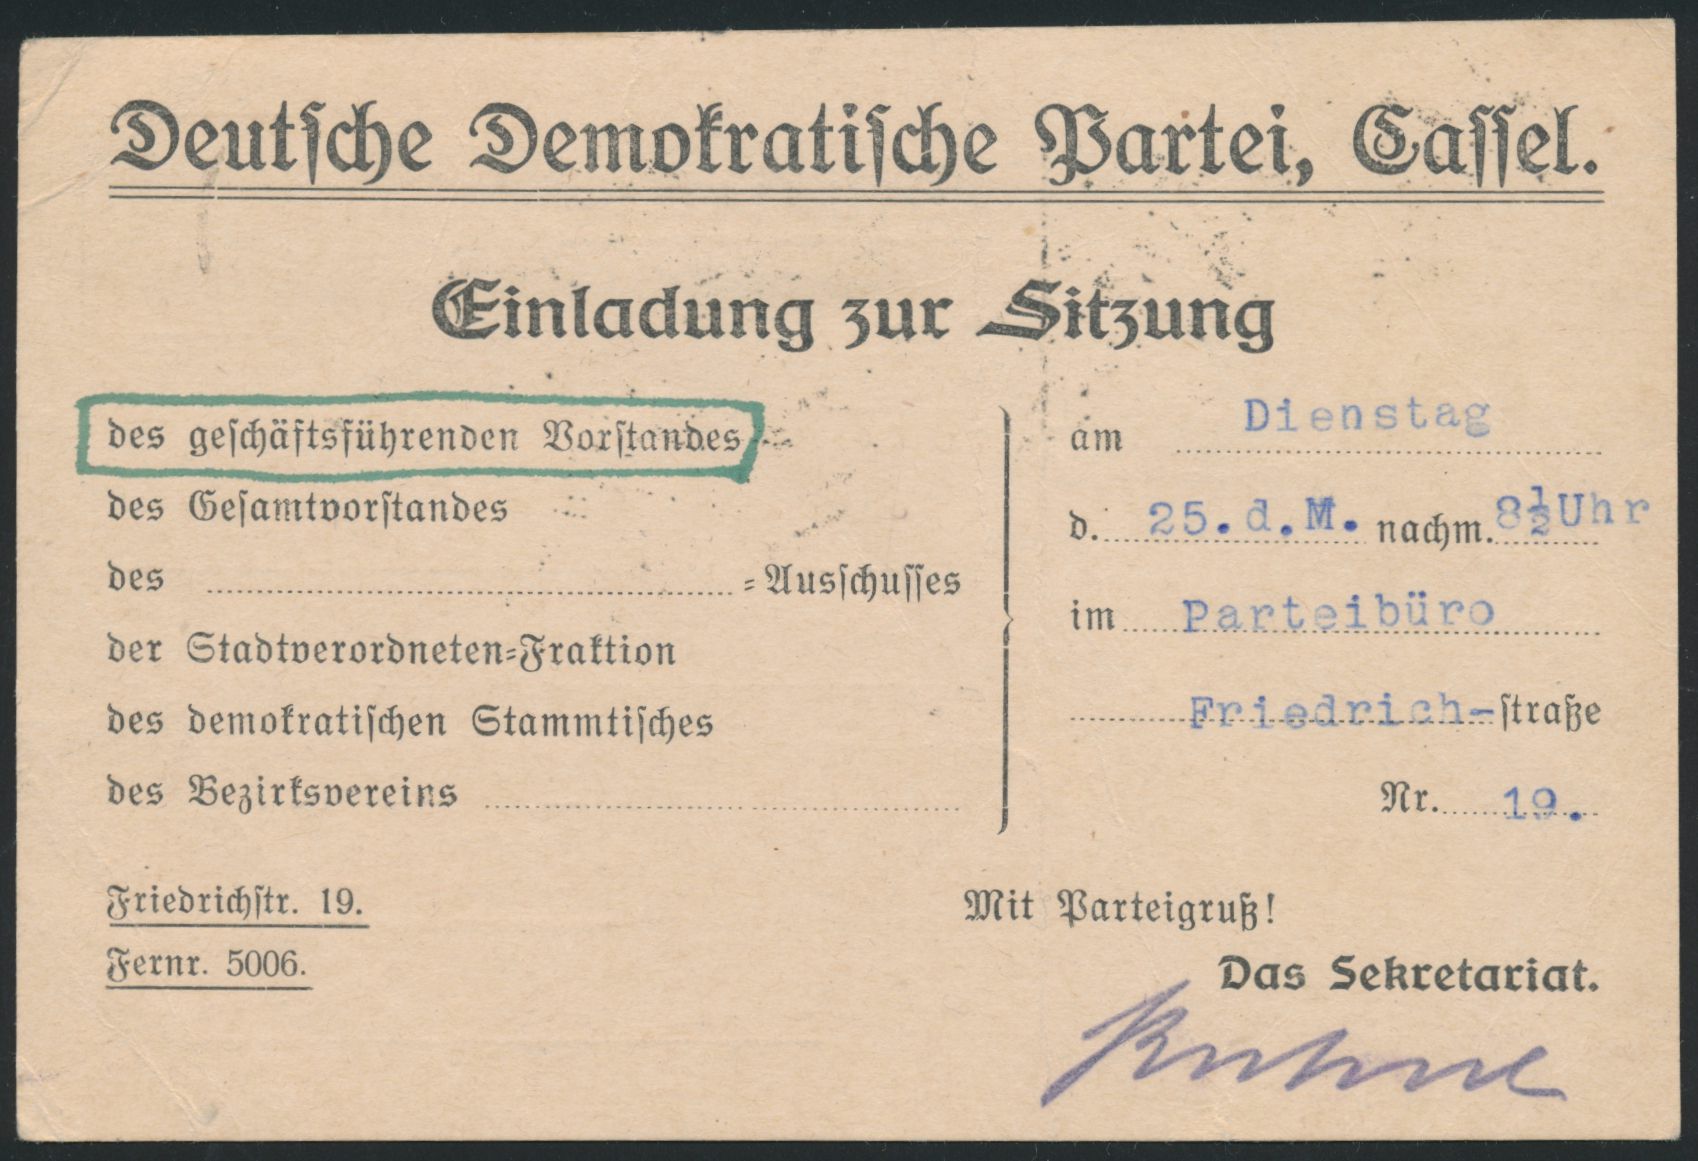 Deutsche Demokratische Partei, Cassel.
Einladung zur Sitzung
des geschäftsführenden Vorstandes
des Gesamtvorstandes
des ....................-Ausschusses
der Stadtverordneten-Fraktion
des demokratischen Stammtisches
des Bezirksvereins ....................
am Dienstag
d. 25.d.M. nachm. 8½Uhr
im Parteibüro
Friedrich-straße
Nr. 19.
Friedrichstr. 19.
Fernr. 5006.
Mit Parteigruß!
Das Sekretariat.